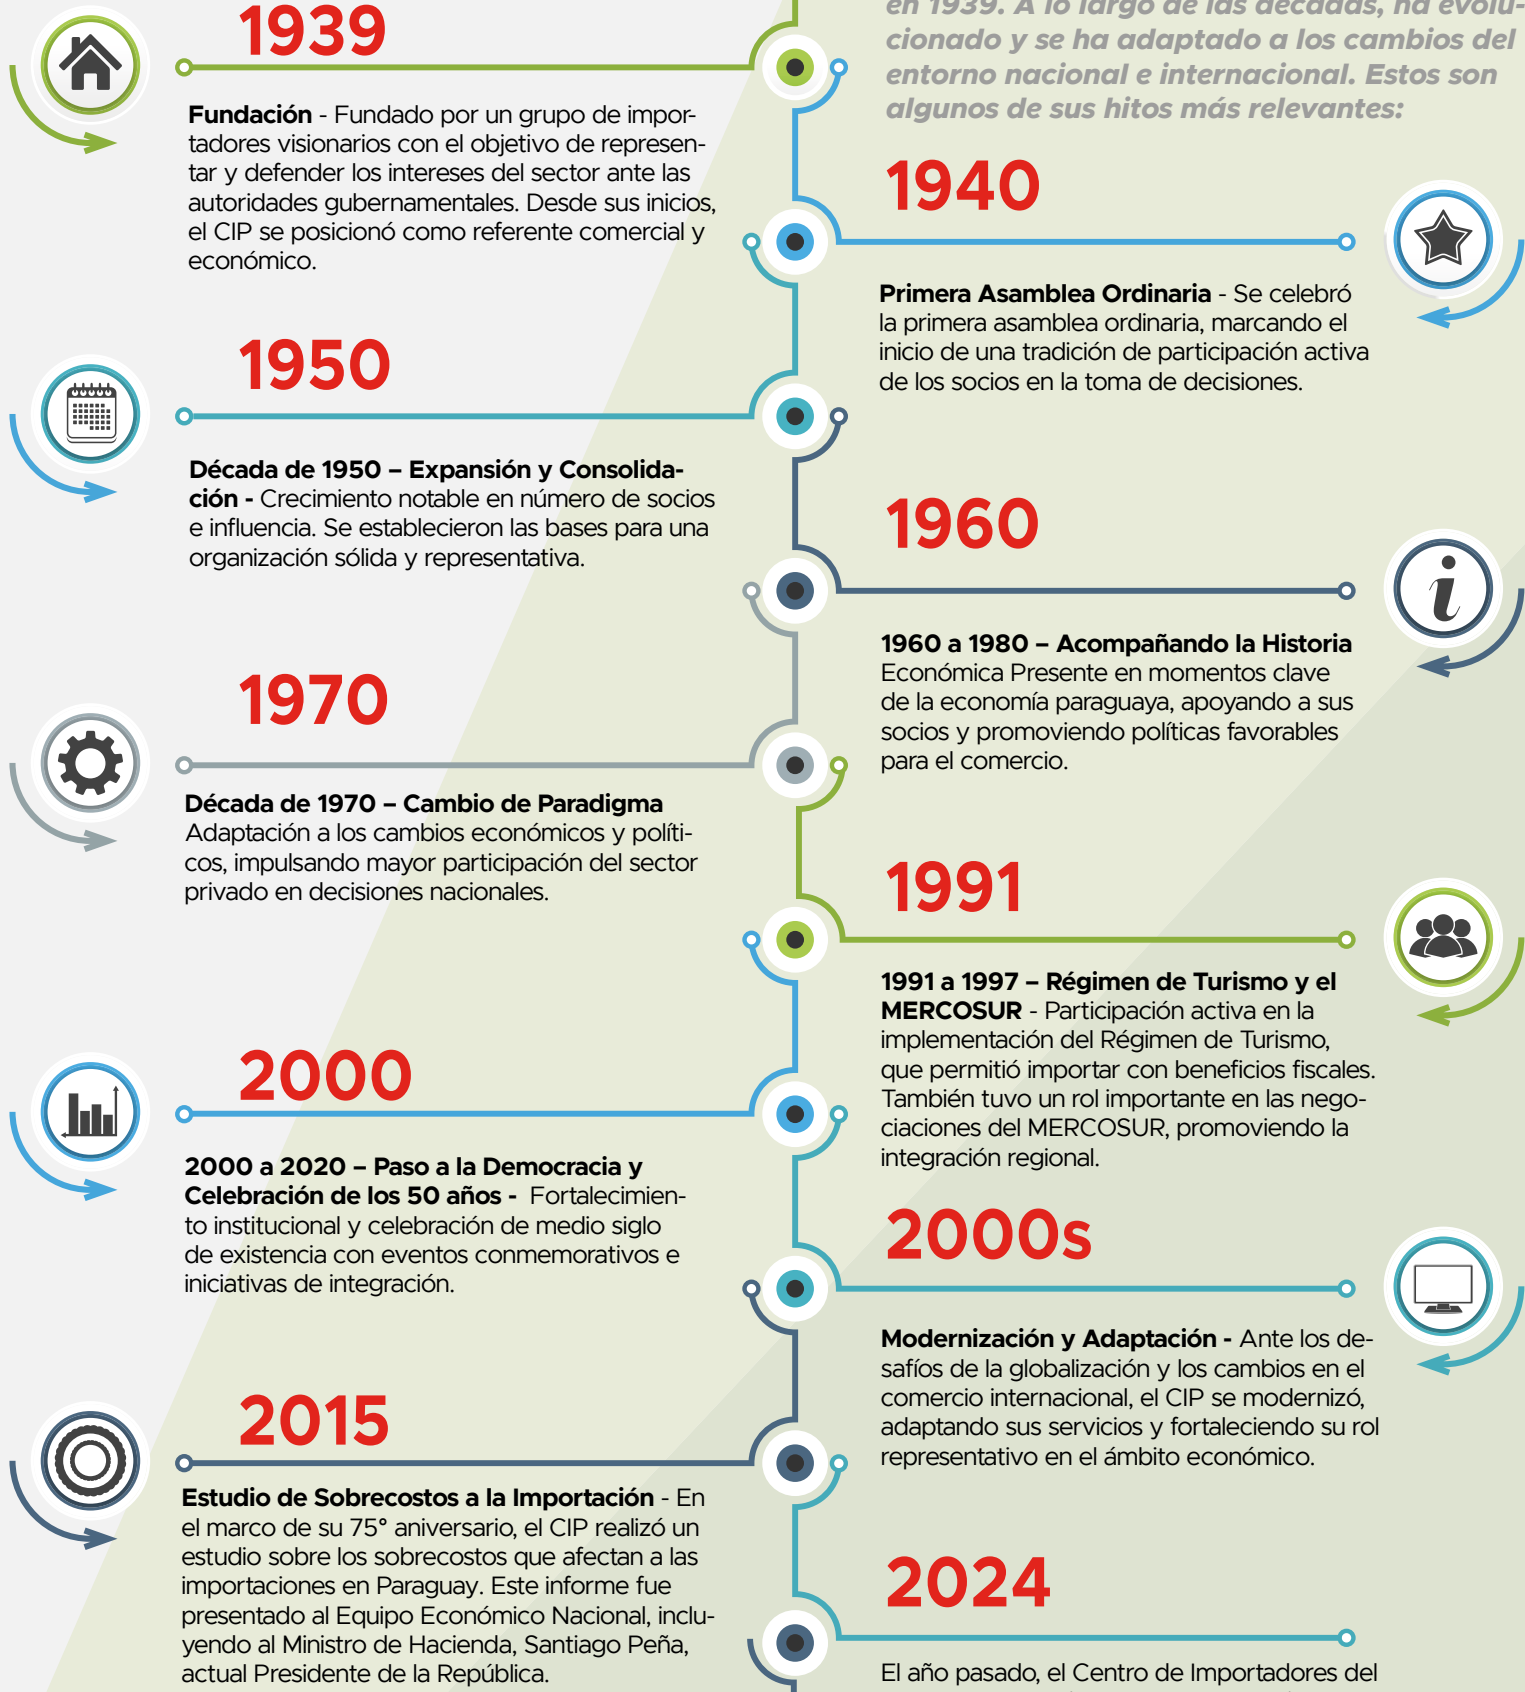 en 1939. A lo largo de las décadas, ha evolu-
cionado y se ha adaptado a los cambios del
entorno nacional e internacional. Estos son
algunos de sus hitos más relevantes:
1939
Fundación - Fundado por un grupo de impor-
tadores visionarios con el objetivo de represen-
tar y defender los intereses del sector ante las
autoridades gubernamentales. Desde sus inicios,
el CIP se posicionó como referente comercial y
económico.
1940
Primera Asamblea Ordinaria - Se celebró
la primera asamblea ordinaria, marcando el
inicio de una tradición de participación activa
de los socios en la toma de decisiones.
1950
Década de 1950 – Expansión y Consolida-
ción - Crecimiento notable en número de socios
e influencia. Se establecieron las bases para una
organización sólida y representativa.
1960
1960 a 1980 – Acompañando la Historia
Económica Presente en momentos clave
de la economía paraguaya, apoyando a sus
socios y promoviendo políticas favorables
para el comercio.
1970
Década de 1970 – Cambio de Paradigma
Adaptación a los cambios económicos y políti-
cos, impulsando mayor participación del sector
privado en decisiones nacionales.
1991
1991 a 1997 – Régimen de Turismo y el
MERCOSUR - Participación activa en la
implementación del Régimen de Turismo,
que permitió importar con beneficios fiscales.
También tuvo un rol importante en las nego-
ciaciones del MERCOSUR, promoviendo la
integración regional.
2000
2000 a 2020 – Paso a la Democracia y
Celebración de los 50 años - Fortalecimien-
to institucional y celebración de medio siglo
de existencia con eventos conmemorativos e
iniciativas de integración.
2000s
Modernización y Adaptación - Ante los de-
safíos de la globalización y los cambios en el
comercio internacional, el CIP se modernizó,
adaptando sus servicios y fortaleciendo su rol
representativo en el ámbito económico.
2015
Estudio de Sobrecostos a la Importación - En
el marco de su 75° aniversario, el CIP realizó un
estudio sobre los sobrecostos que afectan a las
importaciones en Paraguay. Este informe fue
presentado al Equipo Económico Nacional, inclu-
yendo al Ministro de Hacienda, Santiago Peña,
actual Presidente de la República.
2024
El año pasado, el Centro de Importadores del